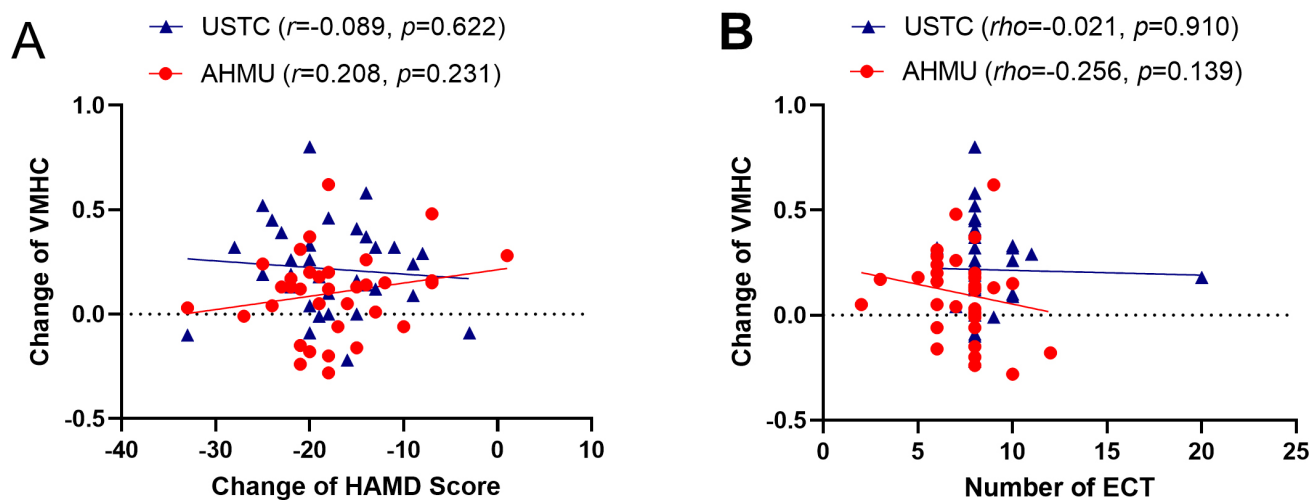 A
USTC (r=-0.089, p=0.622)
AHMU (r=0.208, p=0.231)
Change of VMHC
1.0
0.5
0.0
-0.5
-40
-30
-20
-10
0
10
Change of HAMD Score
B
USTC (rho=-0.021, p=0.910)
AHMU (rho=-0.256, p=0.139)
Change of VMHC
1.0
0.5
0.0
-0.5
0
5
10
15
20
25
Number of ECT